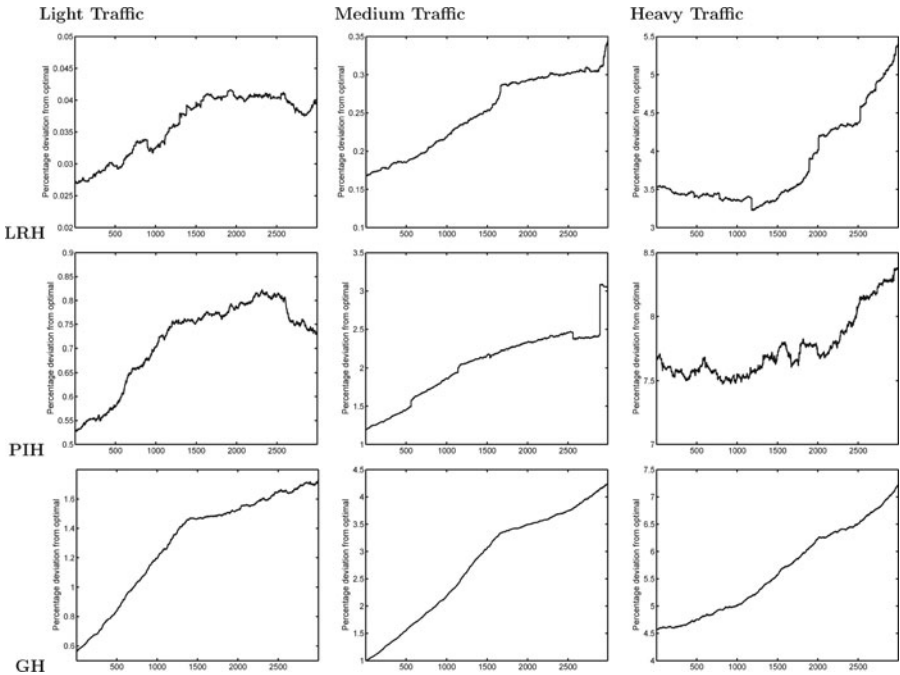 Light Traffic
Medium Traffic
Heavy Traffic
Percentage deviation from optimal
0.05
0.045
0.04
0.035
0.03
0.025
0.02
500 1000 1500 2000 2500
Percentage deviation from optimal
0.35
0.3
0.25
0.2
0.15
0.1
500 1000 1500 2000 2500
Percentage deviation from optimal
5.5
5
4.5
4
3.5
3
500 1000 1500 2000 2500
LRH
Percentage deviation from optimal
0.9
0.85
0.8
0.75
0.7
0.65
0.6
0.55
0.5
500 1000 1500 2000 2500
Percentage deviation from optimal
3.5
3
2.5
2
1.5
1
500 1000 1500 2000 2500
Percentage deviation from optimal
8.5
8
7.5
7
500 1000 1500 2000 2500
PIH
Percentage deviation from optimal
1.6
1.4
1.2
1
0.8
0.6
500 1000 1500 2000 2500
Percentage deviation from optimal
4.5
4
3.5
3
2.5
2
1.5
1
500 1000 1500 2000 2500
Percentage deviation from optimal
7.5
7
6.5
6
5.5
5
4.5
4
500 1000 1500 2000 2500
GH